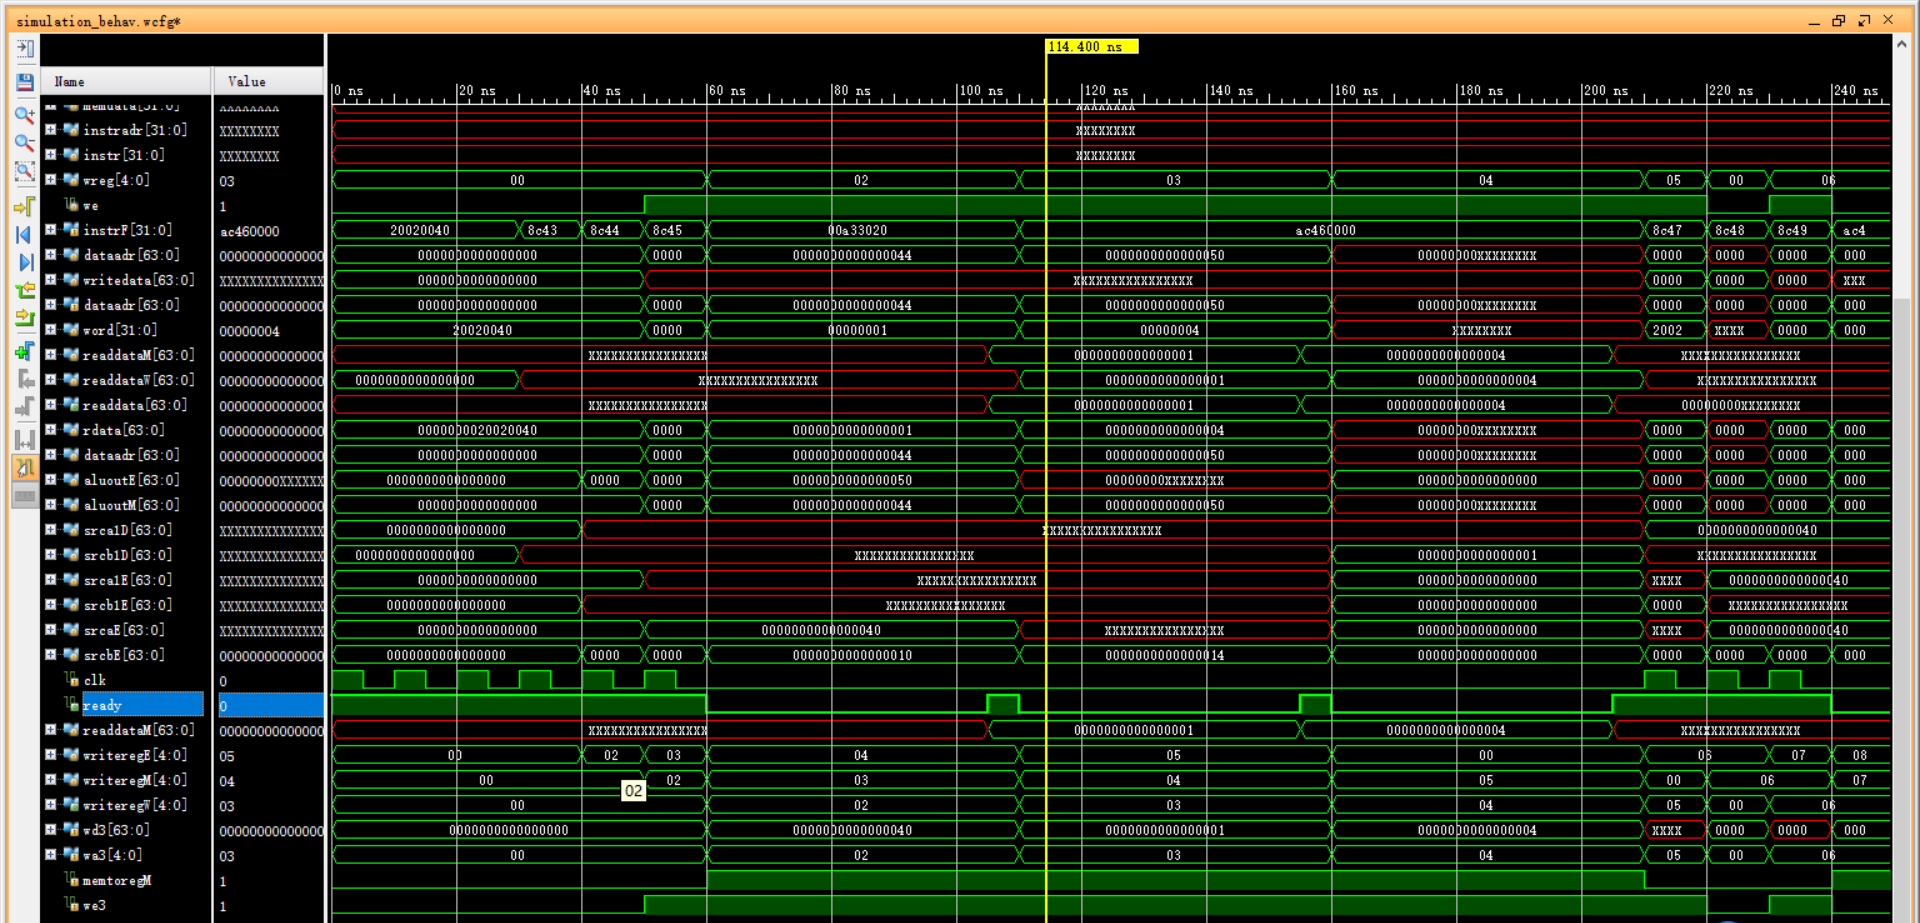 simulation_behav.wcfg*
114.400 ns
Name Value
0 ns 20 ns 40 ns 60 ns 80 ns 100 ns 120 ns 140 ns 160 ns 180 ns 200 ns 220 ns 240 ns
memdata[31:0] XXXXXXXX XXXXXXXX
instradr[31:0] XXXXXXXX XXXXXXXX
instr[31:0] XXXXXXXX XXXXXXXX
wreg[4:0] 03 00 02 03 04 05 00 06
we 1
instrF[31:0] ac460000 20020040 8c43 8c44 8c45 00a33020 ac460000 8c47 8c48 8c49 ac4
dataadr[63:0] 00000000000000 0000000000000000 0000 0000000000000044 0000000000000050 00000000XXXXXXXX 0000 0000 0000 000
writedata[63:0] XXXXXXXXXXXXXX 0000000000000000 XXXXXXXXXXXXXXXX 0000 0000 0000 XXX
dataadr[63:0] 00000000000000 0000000000000000 0000 0000000000000044 0000000000000050 00000000XXXXXXXX 0000 0000 0000 000
word[31:0] 00000004 20020040 0000 00000001 00000004 XXXXXXXX 2002 XXXX 0000 000
readdataM[63:0] 00000000000000 XXXXXXXXXXXXXXXX 0000000000000001 0000000000000004 XXXXXXXXXXXXXXXX
readdataW[63:0] 00000000000000 0000000000000000 XXXXXXXXXXXXXXXX 0000000000000001 0000000000000004 XXXXXXXXXXXXXXXX
readdata[63:0] 00000000000000 XXXXXXXXXXXXXXXX 0000000000000001 0000000000000004 00000000XXXXXXXX
rdata[63:0] 00000000000000 0000000020020040 0000 0000000000000001 0000000000000004 00000000XXXXXXXX 0000 0000 0000 000
dataadr[63:0] 00000000000000 0000000000000000 0000 0000000000000044 0000000000000050 00000000XXXXXXXX 0000 0000 0000 000
aluoutE[63:0] 00000000XXXXXX 0000000000000000 0000 0000 0000000000000050 00000000XXXXXXXX 0000000000000000 0000 0000 0000 000
aluoutM[63:0] 00000000000000 0000000000000000 0000 0000000000000044 0000000000000050 00000000XXXXXXXX 0000 0000 0000 000
srca1D[63:0] XXXXXXXXXXXXXX 0000000000000000 XXXXXXXXXXXXXXXX 0000000000000040
srcb1D[63:0] XXXXXXXXXXXXXX 0000000000000000 XXXXXXXXXXXXXXXX 0000000000000001 XXXXXXXXXXXXXXXX
srca1E[63:0] XXXXXXXXXXXXXX 0000000000000000 XXXXXXXXXXXXXXXX 0000000000000000 XXXX 0000000000000040
srcb1E[63:0] XXXXXXXXXXXXXX 0000000000000000 XXXXXXXXXXXXXXXX 0000000000000000 0000 XXXXXXXXXXXXXXXX
srcaE[63:0] XXXXXXXXXXXXXX 0000000000000000 0000000000000040 XXXXXXXXXXXXXXXX 0000000000000000 XXXX 0000000000000040
srcbE[63:0] 00000000000000 0000000000000000 0000 0000 0000000000000010 0000000000000014 0000000000000000 0000 0000 0000 000
clk 0
ready 0
readdataM[63:0] 00000000000000 XXXXXXXXXXXXXXXX 0000000000000001 0000000000000004 XXXXXXXXXXXXXXXX
writeregE[4:0] 05 00 02 03 04 05 00 06 07 08
writeregM[4:0] 04 00 02 03 04 05 00 06 07
02
writeregW[4:0] 03 00 02 03 04 05 00 06
wd3[63:0] 00000000000000 0000000000000000 0000000000000040 0000000000000001 0000000000000004 XXXX 0000 0000 000
wa3[4:0] 03 00 02 03 04 05 00 06
memtoregM 1
we3 1